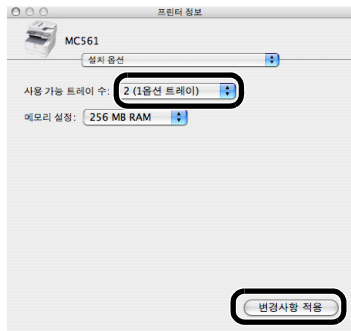 프린터 정보
MC561
설치 옵션
사용 가능 트레이 수: 2 (1옵션 트레이)
메모리 설정: 256 MB RAM
변경사항 적용